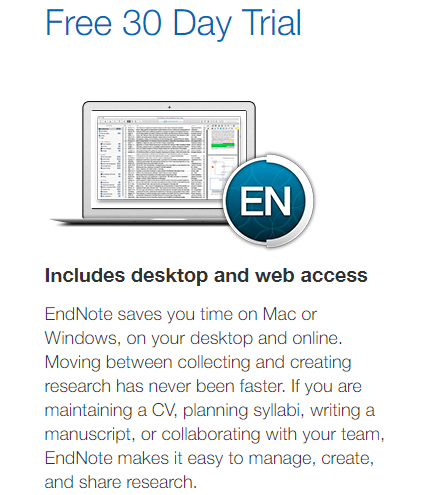 Free 30 Day Trial
EN
Includes desktop and web access
EndNote saves you time on Mac or
Windows, on your desktop and online.
Moving between collecting and creating
research has never been faster. If you are
maintaining a CV, planning syllabi, writing a
manuscript, or collaborating with your team,
EndNote makes it easy to manage, create,
and share research.